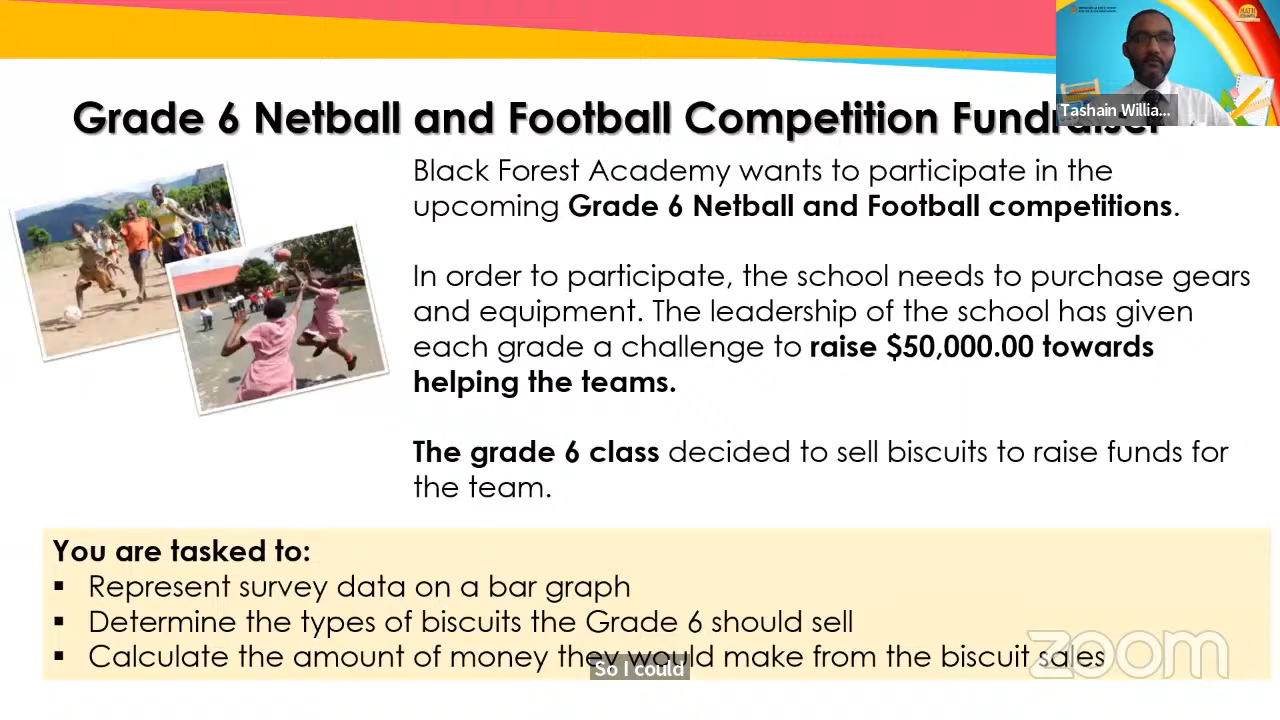 Grade 6 Netball and Football Competition Fundraiser
Tashain Willia...
Black Forest Academy wants to participate in the
upcoming Grade 6 Netball and Football competitions.
In order to participate, the school needs to purchase gears
and equipment. The leadership of the school has given
each grade a challenge to raise $50,000.00 towards
helping the teams.
The grade 6 class decided to sell biscuits to raise funds for
the team.
You are tasked to:
▪ Represent survey data on a bar graph
▪ Determine the types of biscuits the Grade 6 should sell
▪ Calculate the amount of money they would make from the biscuit sales
So I could
zoom